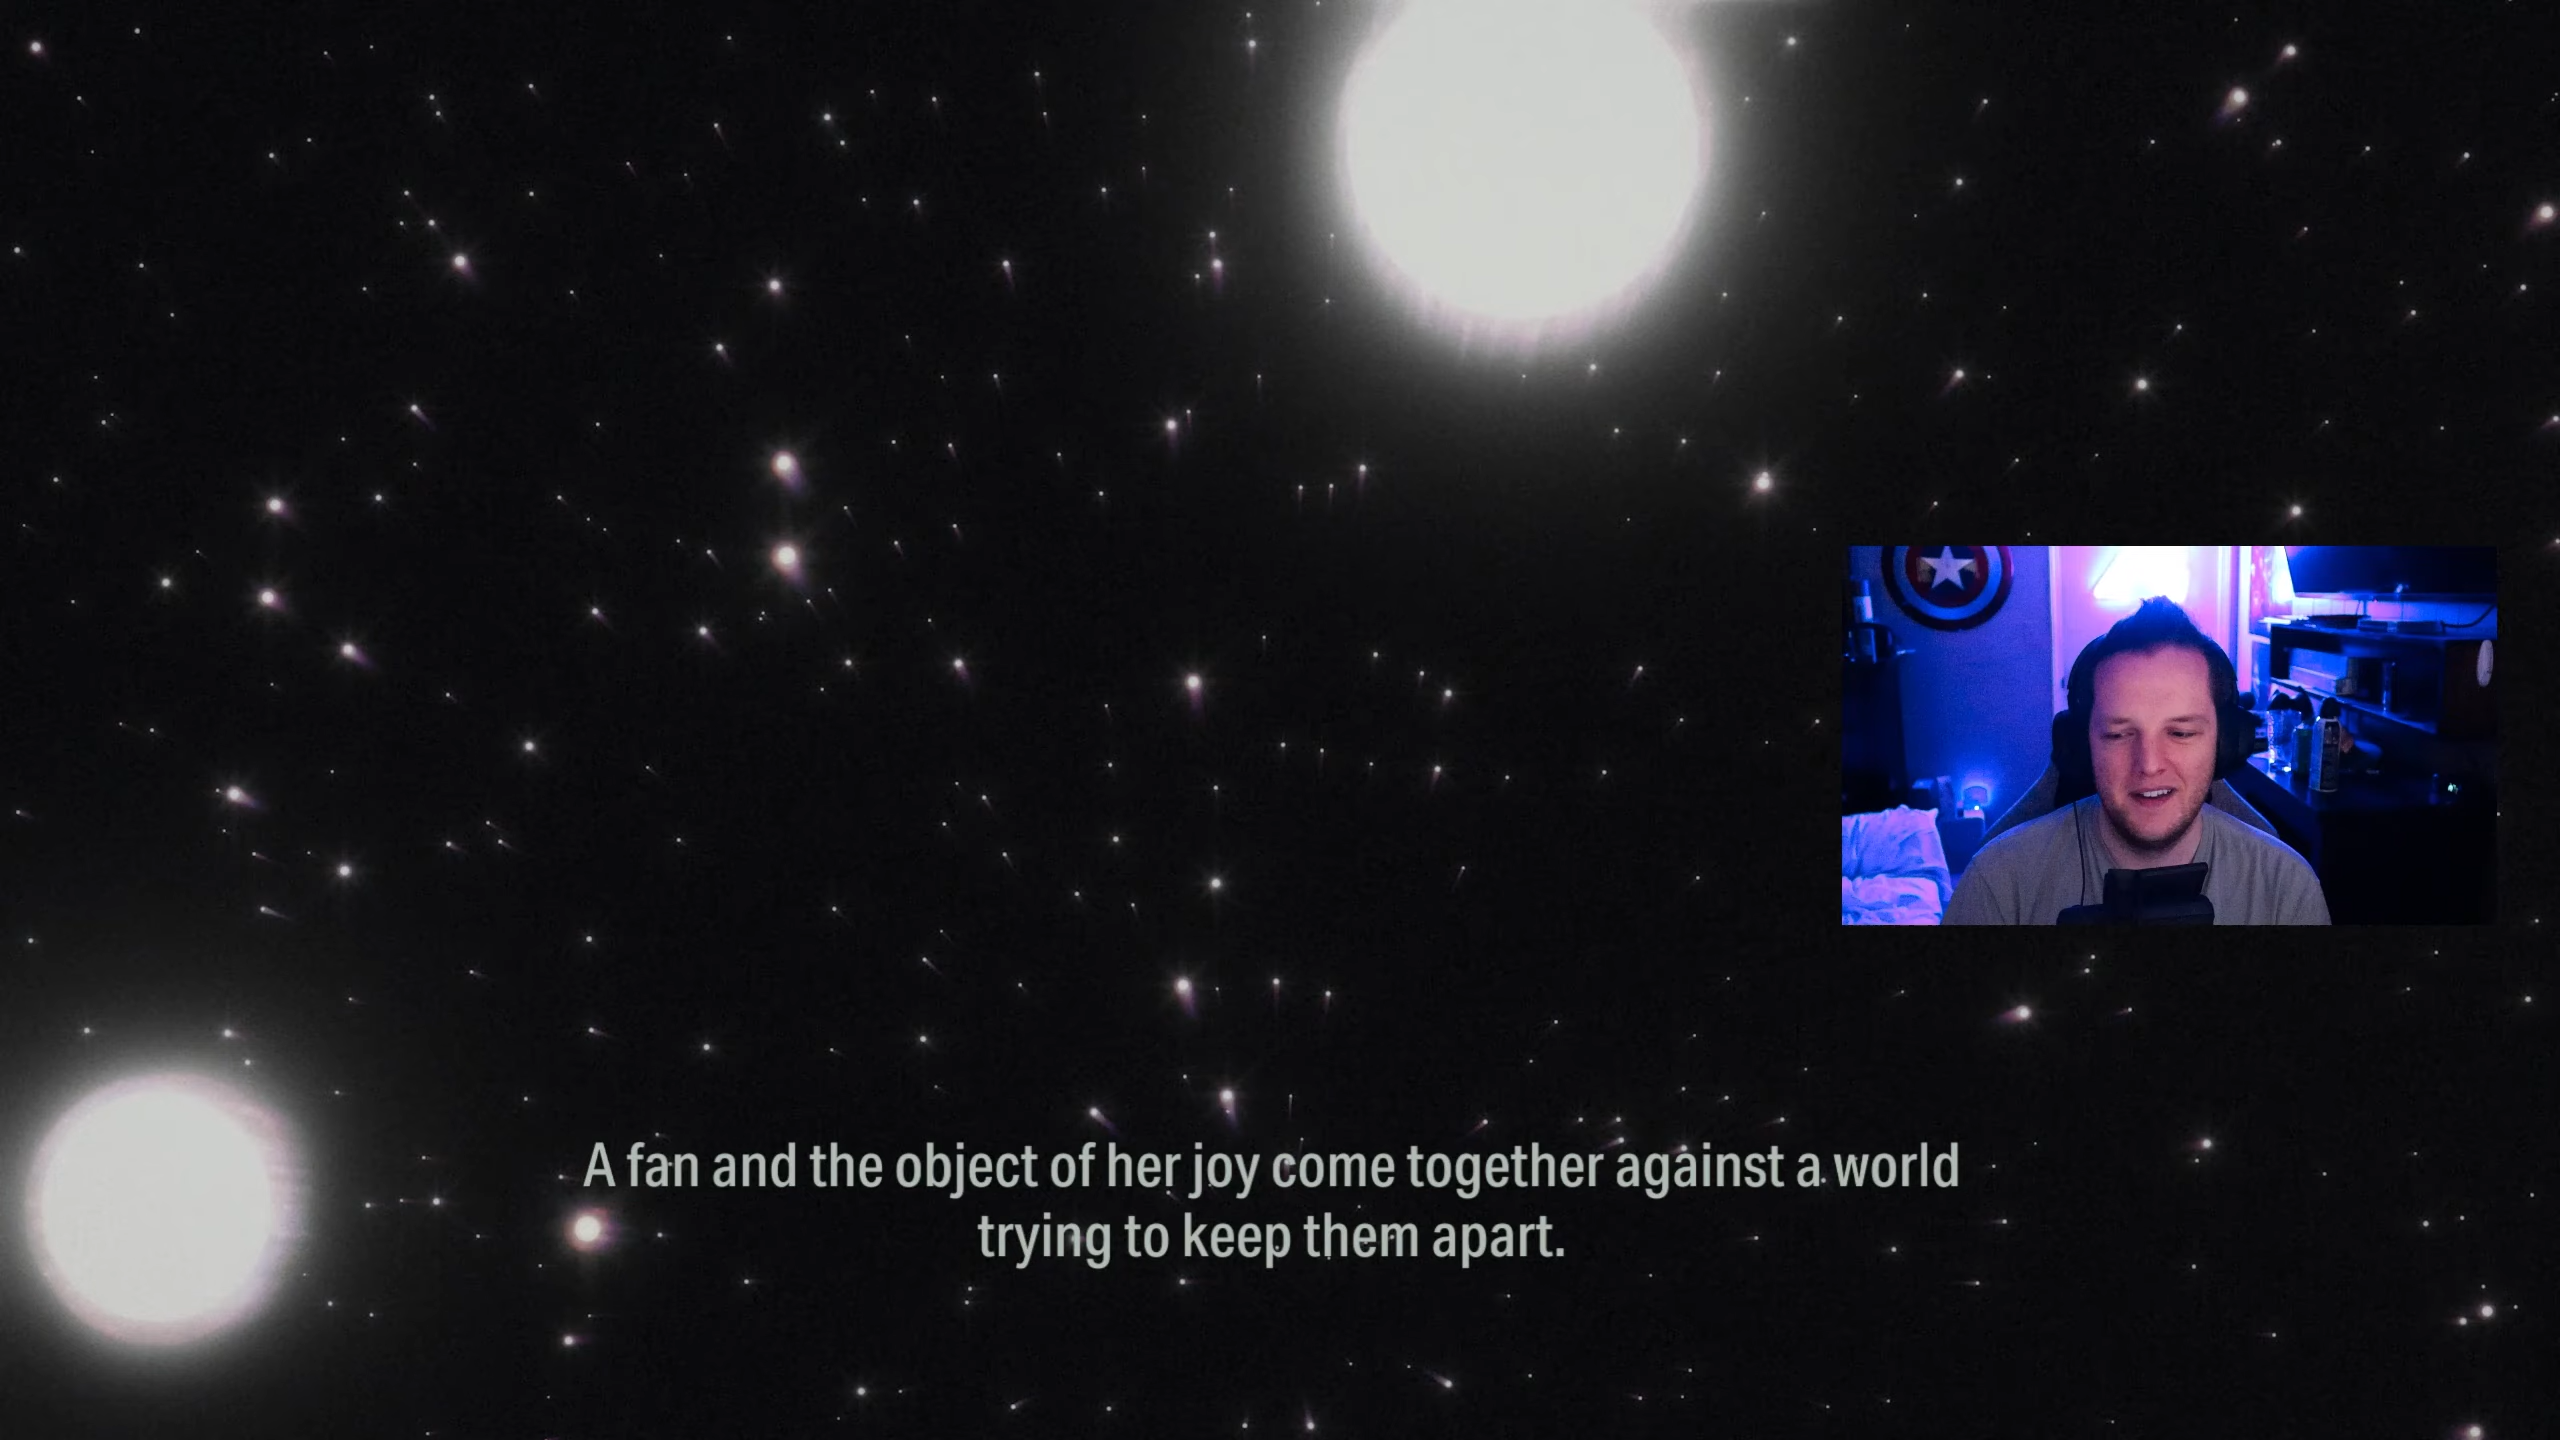 A fan and the object of her joy come together against a world
trying to keep them apart.